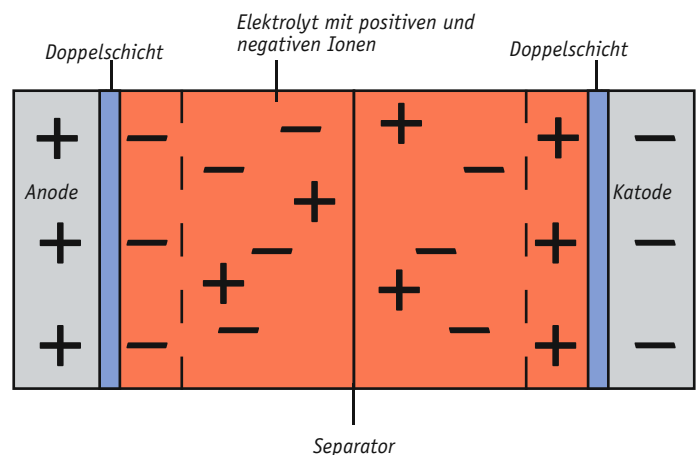 Elektrolyt mit positiven und
negativen Ionen
Doppelschicht
Doppelschicht
Anode
Katode
Separator